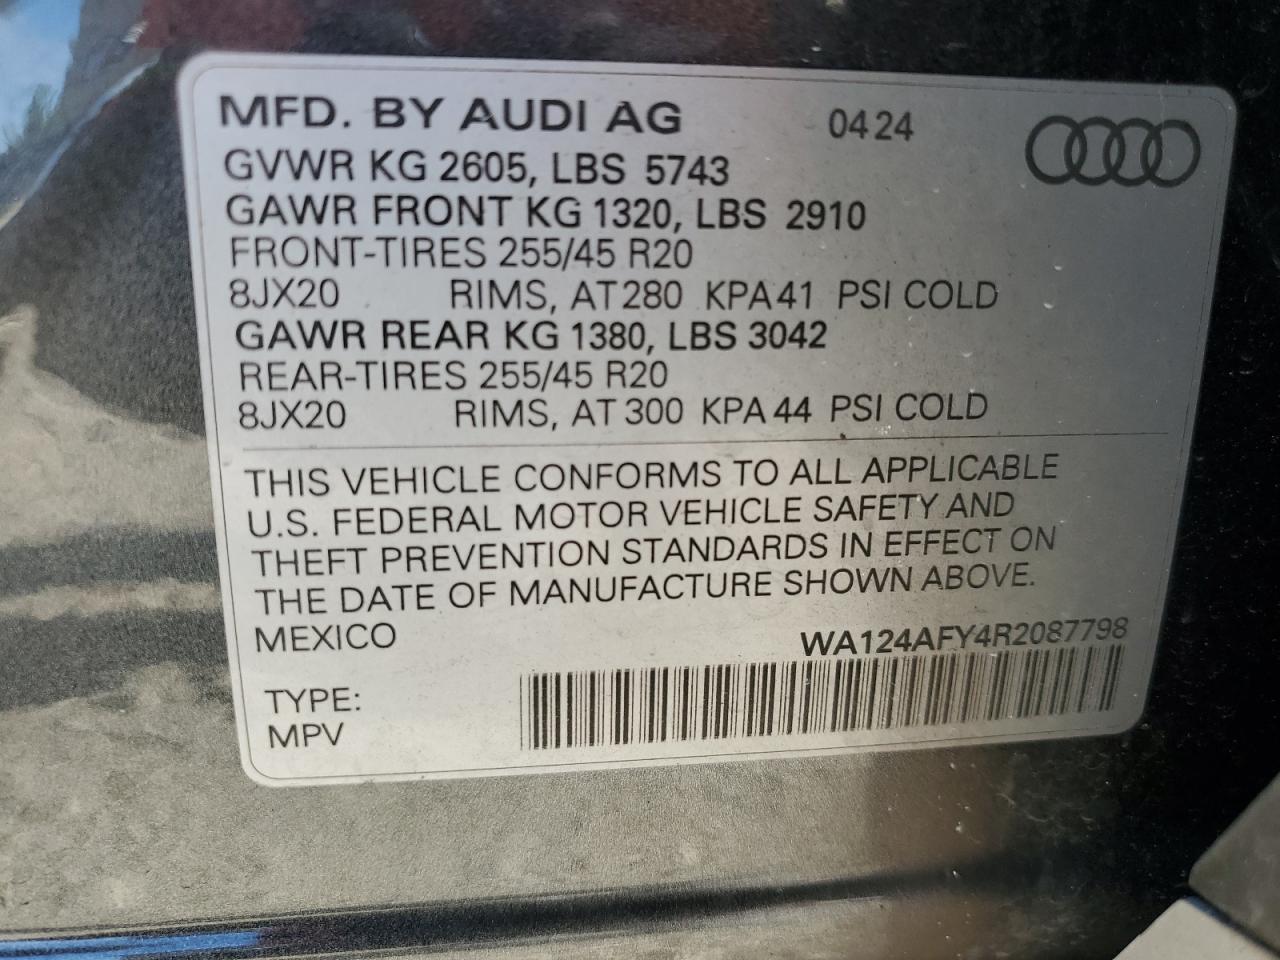 MFD. BY AUDI AG 0424
GVWR KG 2605, LBS 5743
GAWR FRONT KG 1320, LBS 2910
FRONT-TIRES 255/45 R20
8JX20 RIMS, AT 280 KPA 41 PSI COLD
GAWR REAR KG 1380, LBS 3042
REAR-TIRES 255/45 R20
8JX20 RIMS, AT 300 KPA 44 PSI COLD
THIS VEHICLE CONFORMS TO ALL APPLICABLE
U.S. FEDERAL MOTOR VEHICLE SAFETY AND
THEFT PREVENTION STANDARDS IN EFFECT ON
THE DATE OF MANUFACTURE SHOWN ABOVE.
MEXICO WA124AFY4R2087798
TYPE:
MPV